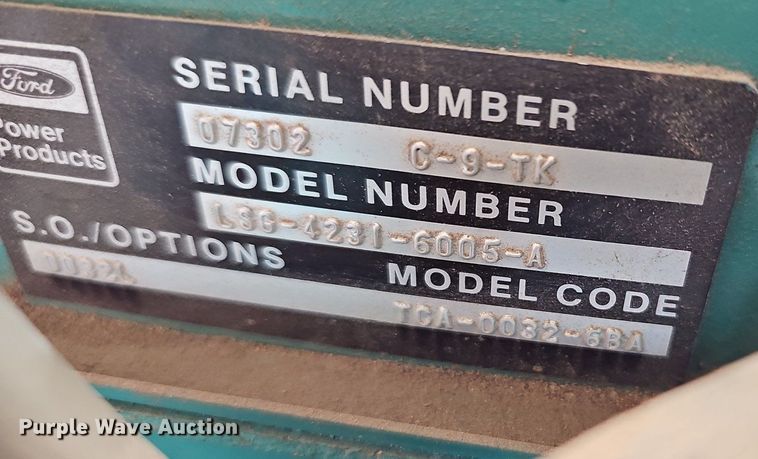 Ford
Power
Products
SERIAL NUMBER
07302 C-9-TK
MODEL NUMBER
LSG-4231-6005-A
S.O./OPTIONS
0032L
MODEL CODE
TCA-0032-6BA
Purple Wave Auction